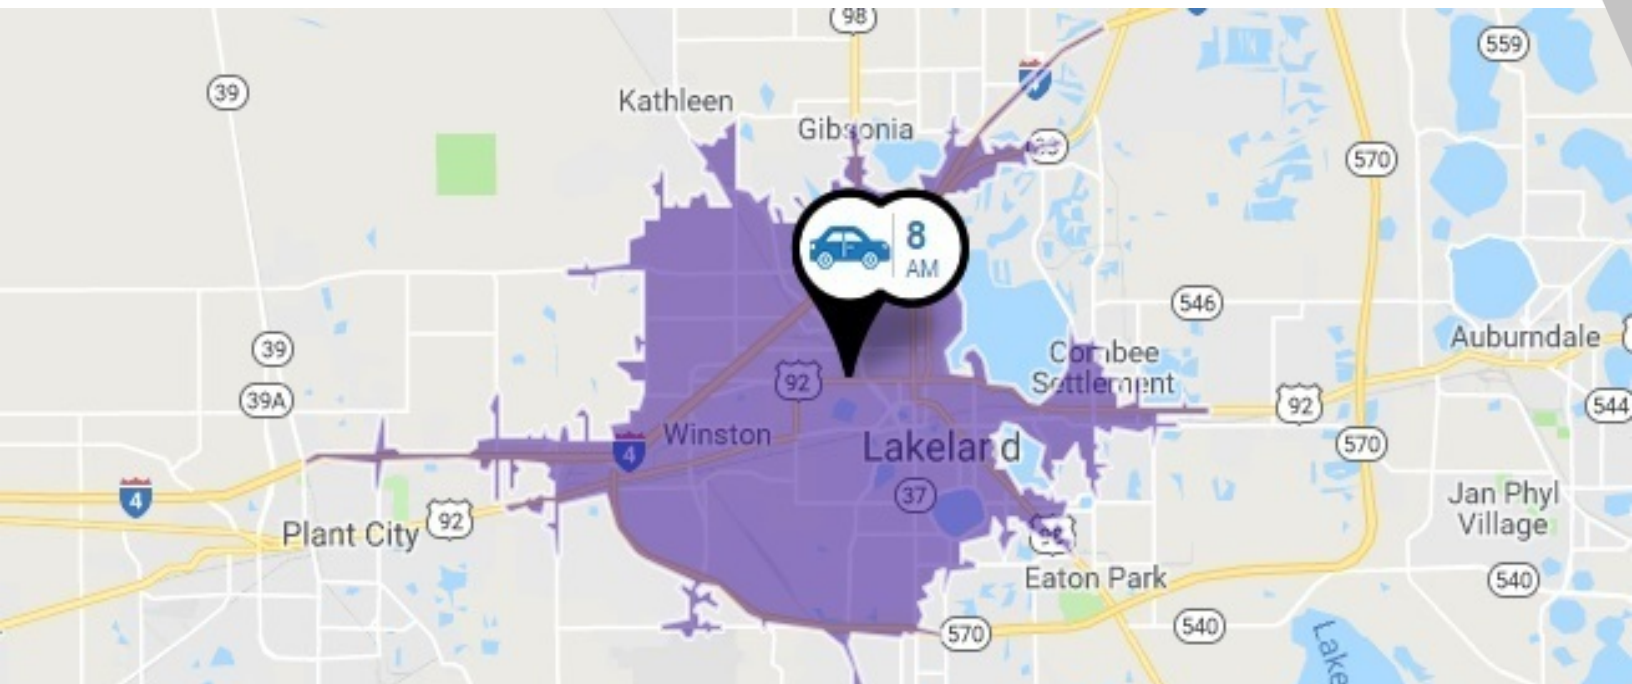 98
559
39
Kathleen
4
Gibsonia
570
8
AM
546
39
Auburndale
Combee
Settlement
92
39A
92
544
Winston
Lakeland
4
570
4
37
Jan Phyl
Village
Plant City
92
Eaton Park
540
570
540
Lake